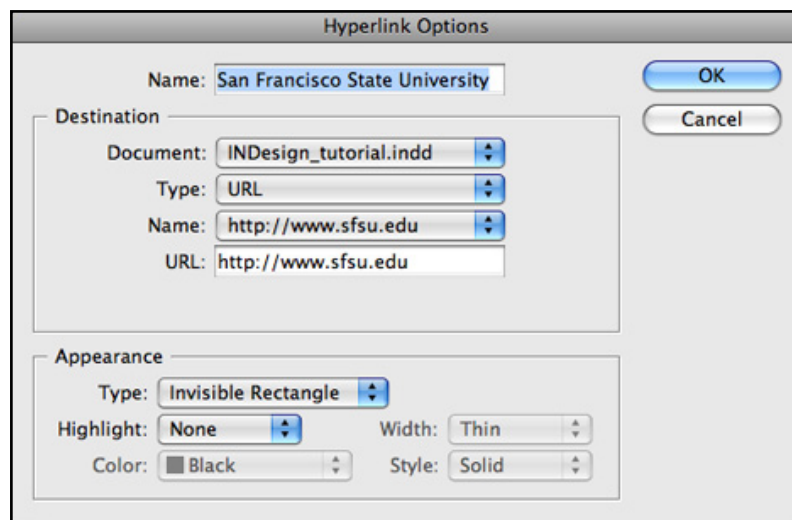 Hyperlink Options
Name: San Francisco State University
OK
Cancel
Destination
Document: INDesign_tutorial.indd
Type: URL
Name: http://www.sfsu.edu
URL: http://www.sfsu.edu
Appearance
Type: Invisible Rectangle
Highlight: None Width: Thin
Color: Black Style: Solid